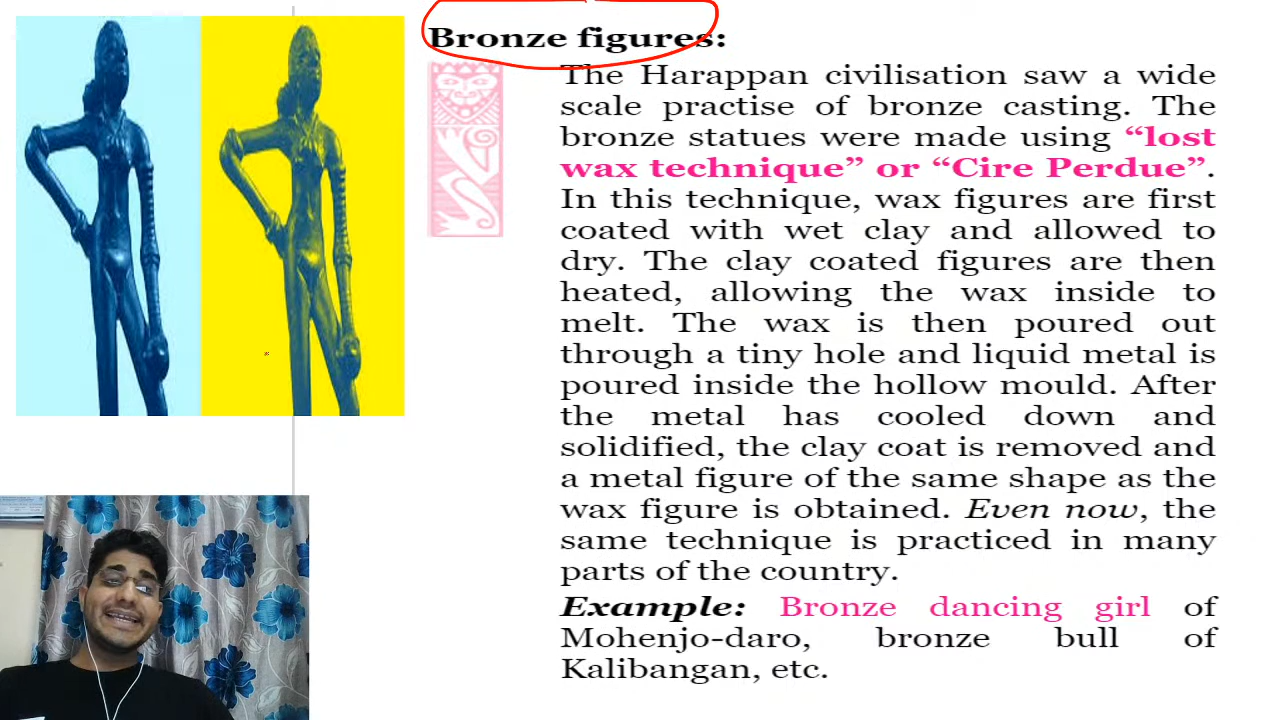 Bronze figures:
The Harappan civilisation saw a wide
scale practise of bronze casting. The
bronze statues were made using “lost
wax technique” or “Cire Perdue”.
In this technique, wax figures are first
coated with wet clay and allowed to
dry. The clay coated figures are then
heated, allowing the wax inside to
melt. The wax is then poured out
through a tiny hole and liquid metal is
poured inside the hollow mould. After
the metal has cooled down and
solidified, the clay coat is removed and
a metal figure of the same shape as the
wax figure is obtained. Even now, the
same technique is practiced in many
parts of the country.
Example: Bronze dancing girl of
Mohenjo-daro, bronze bull of
Kalibangan, etc.